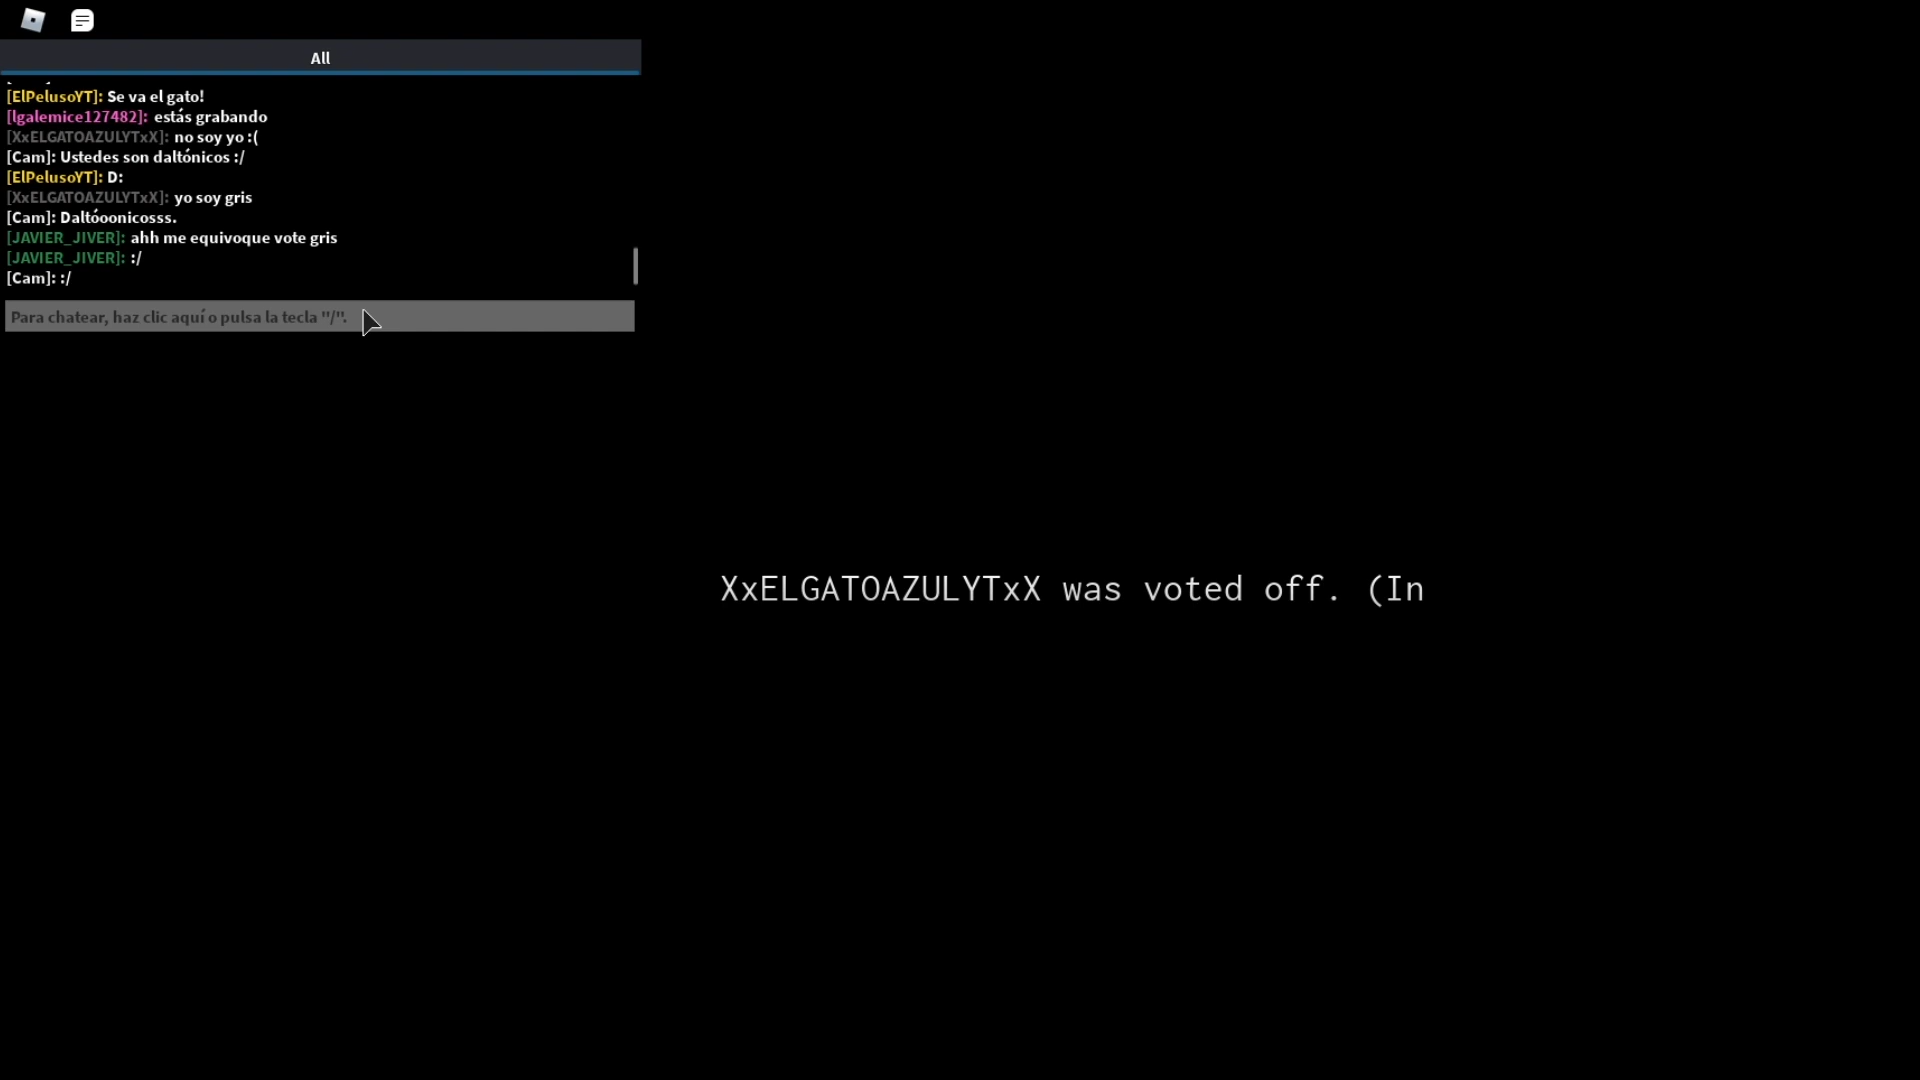 All
[ElPelusoYT]: Se va el gato!
[lgalemice127482]: estás grabando
[XxELGATOAZULYTxX]: no soy yo :(
[Cam]: Ustedes son daltónicos :/
[ElPelusoYT]: D:
[XxELGATOAZULYTxX]: yo soy gris
[Cam]: Daltóoonicosss.
[JAVIER_JIVER]: ahh me equivoque vote gris
[JAVIER_JIVER]: :/
[Cam]: :/
Para chatear, haz clic aquí o pulsa la tecla "/".
XxELGATOAZULYTxX was voted off. (In